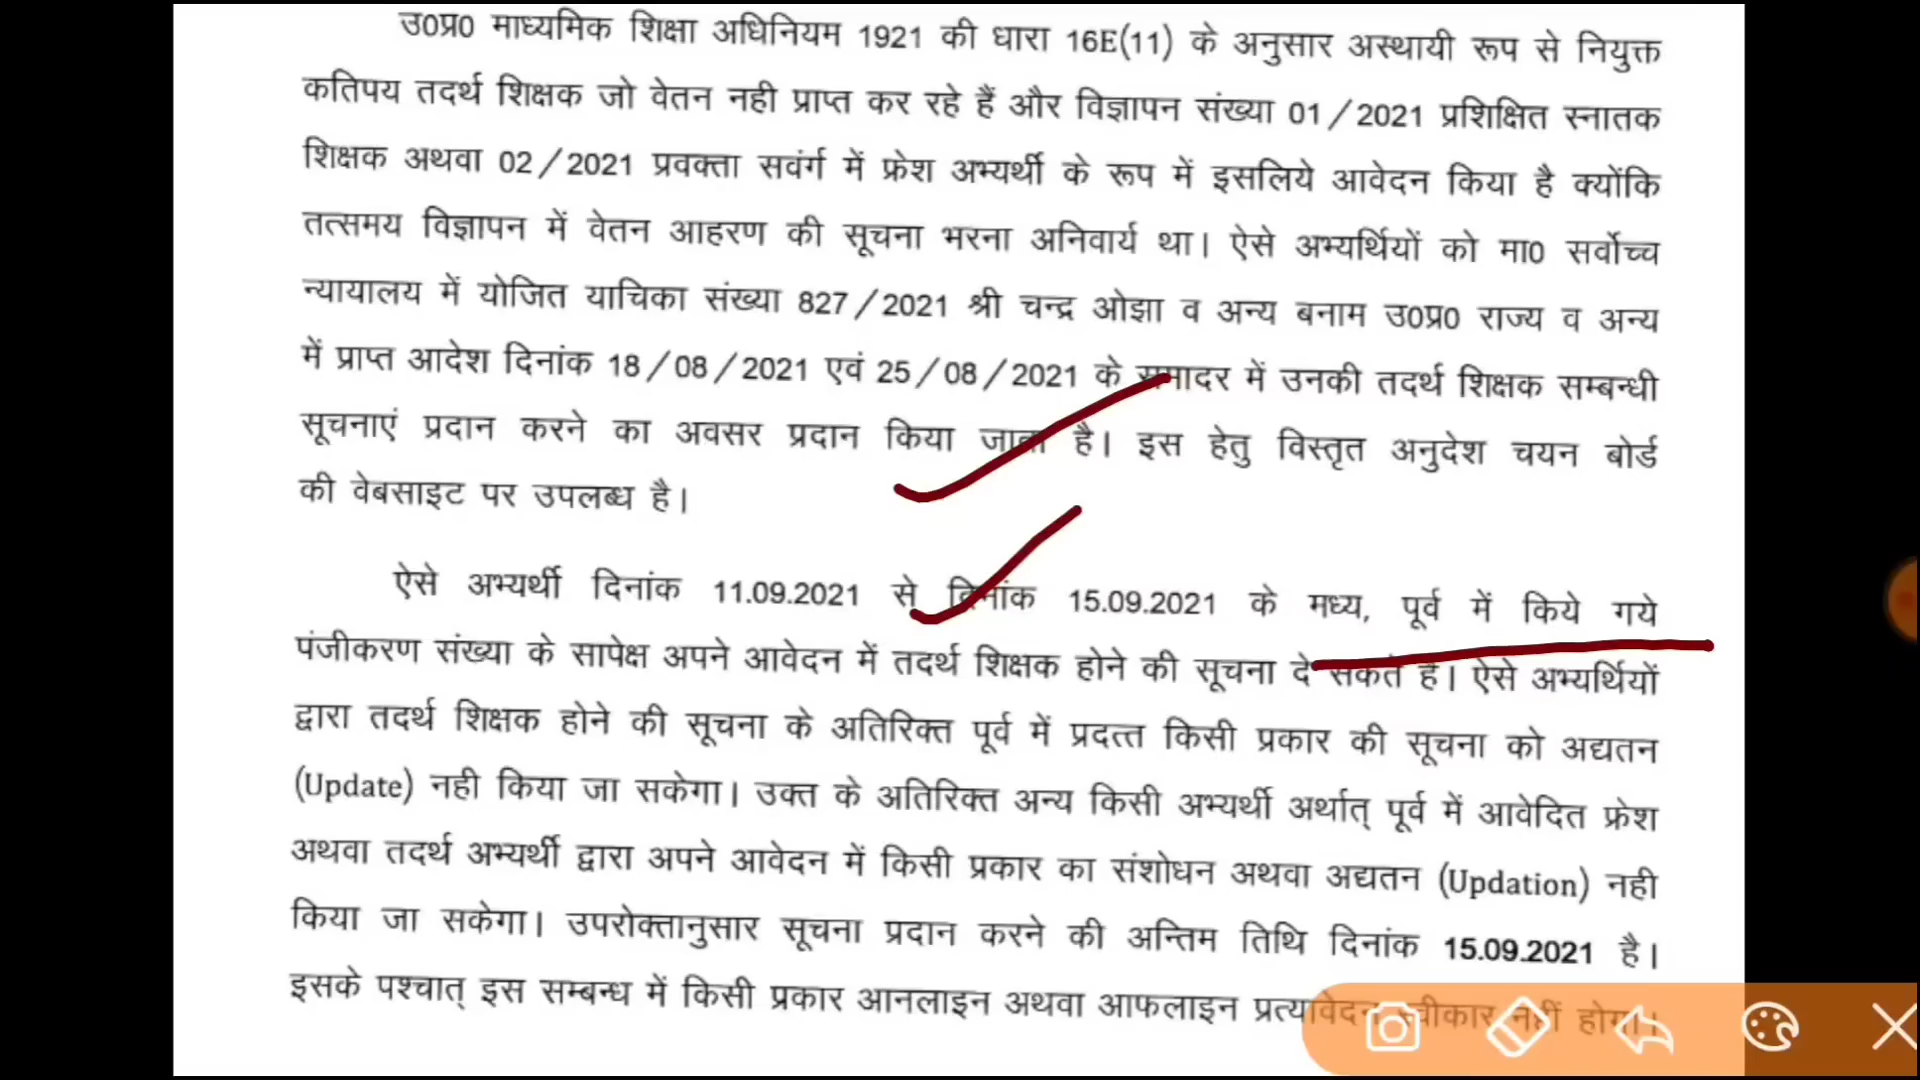 उ0प्र0 माध्यमिक शिक्षा अधिनियम 1921 की धारा 16E(11) के अनुसार अस्थायी रूप से नियुक्त
कतिपय तदर्थ शिक्षक जो वेतन नही प्राप्त कर रहे हैं और विज्ञापन संख्या 01/2021 प्रशिक्षित स्नातक
शिक्षक अथवा 02/2021 प्रवक्ता सवंर्ग में फ्रेश अभ्यर्थी के रूप में इसलिये आवेदन किया है क्योंकि
तत्समय विज्ञापन में वेतन आहरण की सूचना भरना अनिवार्य था। ऐसे अभ्यर्थियों को मा0 सर्वोच्च
न्यायालय में योजित याचिका संख्या 827/2021 श्री चन्द्र ओझा व अन्य बनाम उ0प्र0 राज्य व अन्य
में प्राप्त आदेश दिनांक 18/08/2021 एवं 25/08/2021 के समादर में उनकी तदर्थ शिक्षक सम्बन्धी
सूचनाएं प्रदान करने का अवसर प्रदान किया जाता है। इस हेतु विस्तृत अनुदेश चयन बोर्ड
की वेबसाइट पर उपलब्ध है।
ऐसे अभ्यर्थी दिनांक 11.09.2021 से दिनांक 15.09.2021 के मध्य, पूर्व में किये गये
पंजीकरण संख्या के सापेक्ष अपने आवेदन में तदर्थ शिक्षक होने की सूचना दे सकते है। ऐसे अभ्यर्थियों
द्वारा तदर्थ शिक्षक होने की सूचना के अतिरिक्त पूर्व में प्रदत्त किसी प्रकार की सूचना को अद्यतन
(Update) नही किया जा सकेगा। उक्त के अतिरिक्त अन्य किसी अभ्यर्थी अर्थात् पूर्व में आवेदित फ्रेश
अथवा तदर्थ अभ्यर्थी द्वारा अपने आवेदन में किसी प्रकार का संशोधन अथवा अद्यतन (Updation) नही
किया जा सकेगा। उपरोक्तानुसार सूचना प्रदान करने की अन्तिम तिथि दिनांक 15.09.2021 है।
इसके पश्चात् इस सम्बन्ध में किसी प्रकार आनलाइन अथवा आफलाइन प्रत्यावेदन स्वीकार नहीं होगा।